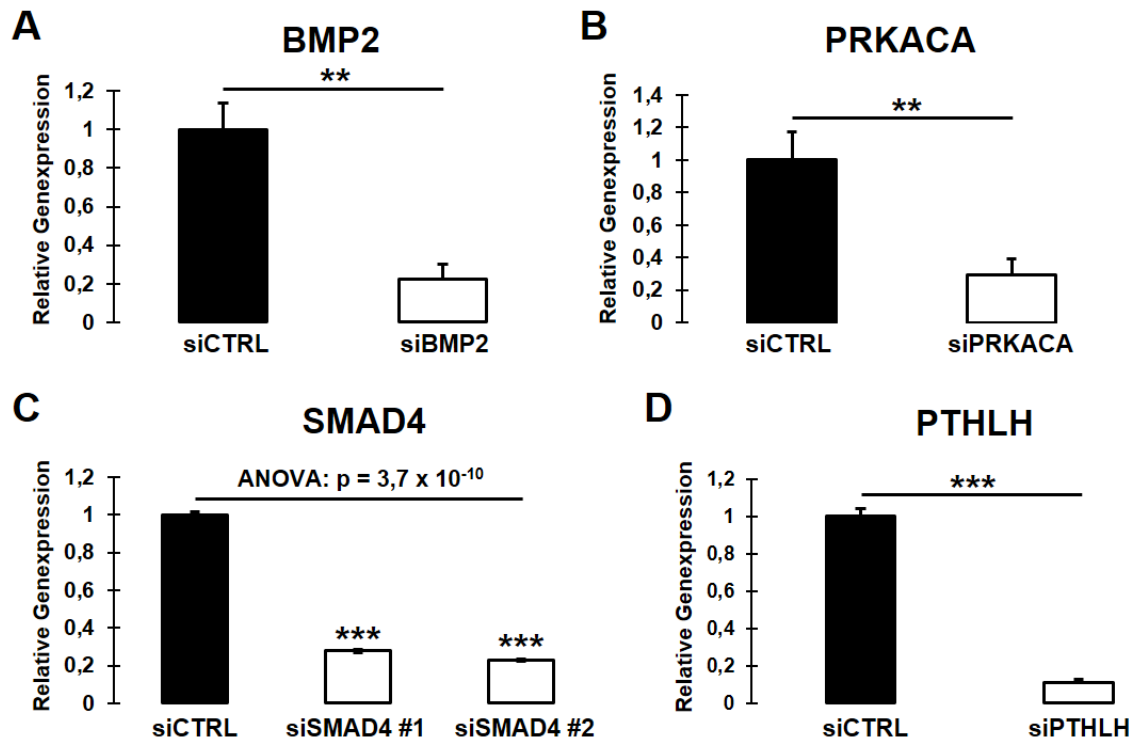 A
BMP2
**
Relative Genexpression
1,2
1
0,8
0,6
0,4
0,2
0
siCTRL
siBMP2
B
PRKACA
**
Relative Genexpression
1,4
1,2
1
0,8
0,6
0,4
0,2
0
siCTRL
siPRKACA
C
SMAD4
ANOVA: p = 3,7 x 10⁻¹⁰
Relative Genexpression
1,2
1
0,8
0,6
0,4
0,2
0
***
***
siCTRL
siSMAD4 #1
siSMAD4 #2
D
PTHLH
***
Relative Genexpression
1,2
1
0,8
0,6
0,4
0,2
0
siCTRL
siPTHLH